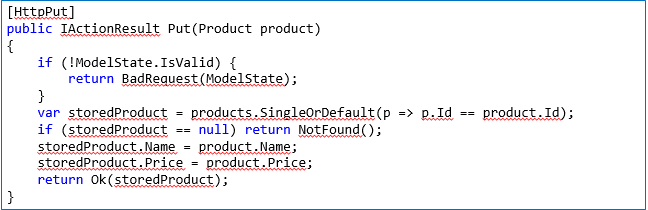 [HttpPut]
public IActionResult Put(Product product)
{
    if (!ModelState.IsValid) {
        return BadRequest(ModelState);
    }
    var storedProduct = products.SingleOrDefault(p => p.Id == product.Id);
    if (storedProduct == null) return NotFound();
    storedProduct.Name = product.Name;
    storedProduct.Price = product.Price;
    return Ok(storedProduct);
}